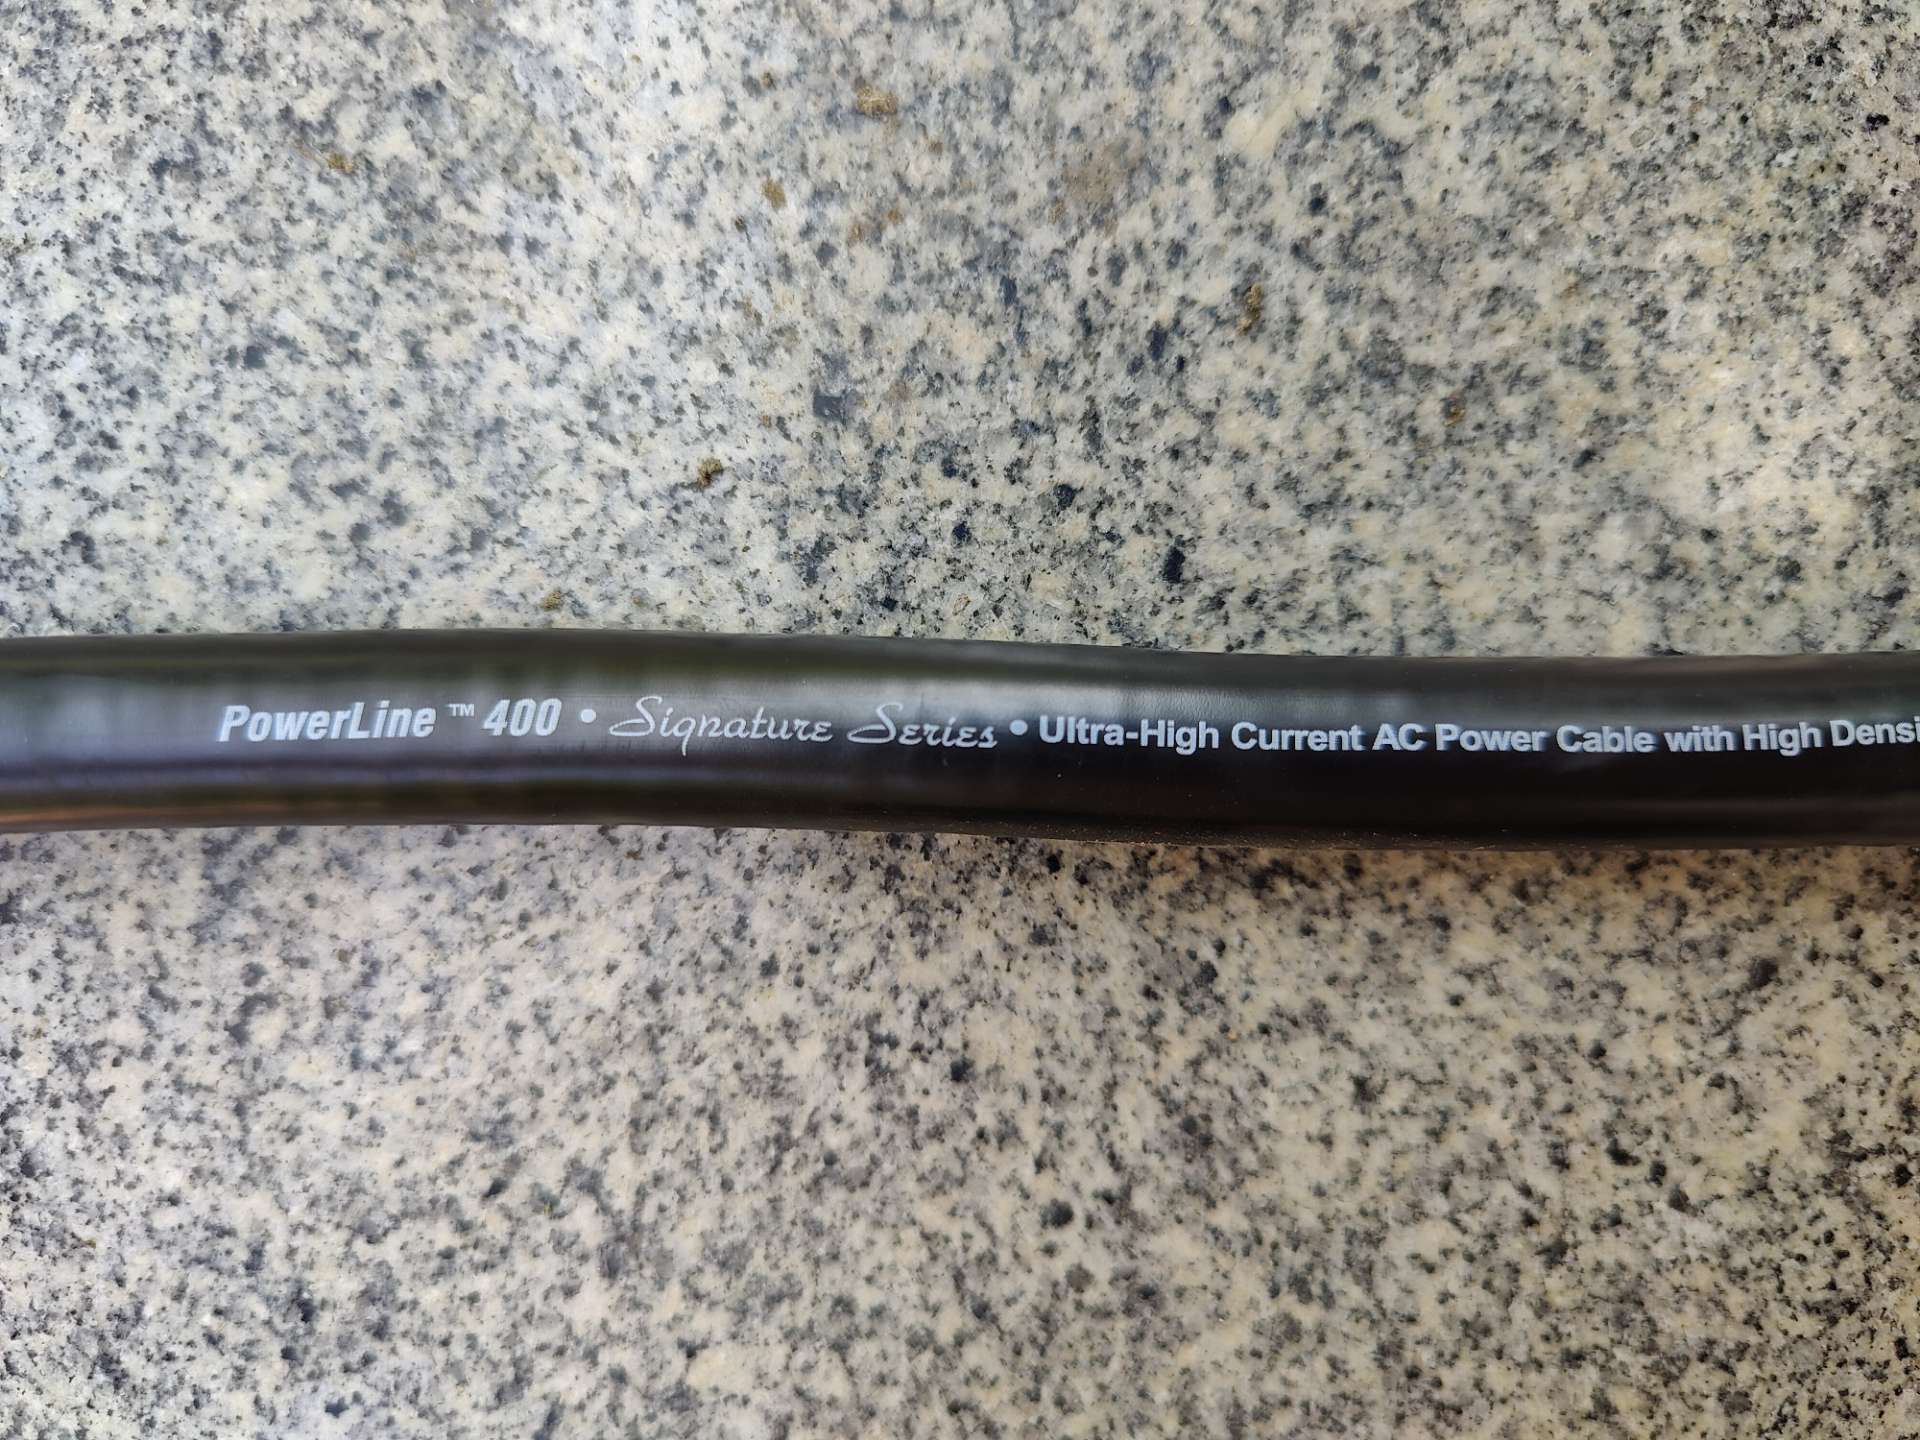 PowerLine™ 400 • Signature Series • Ultra-High Current AC Power Cable with High Densi